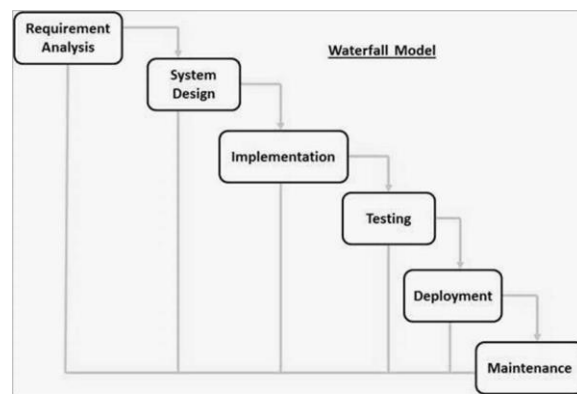 Requirement
Analysis
Waterfall Model
System
Design
Implementation
Testing
Deployment
Maintenance